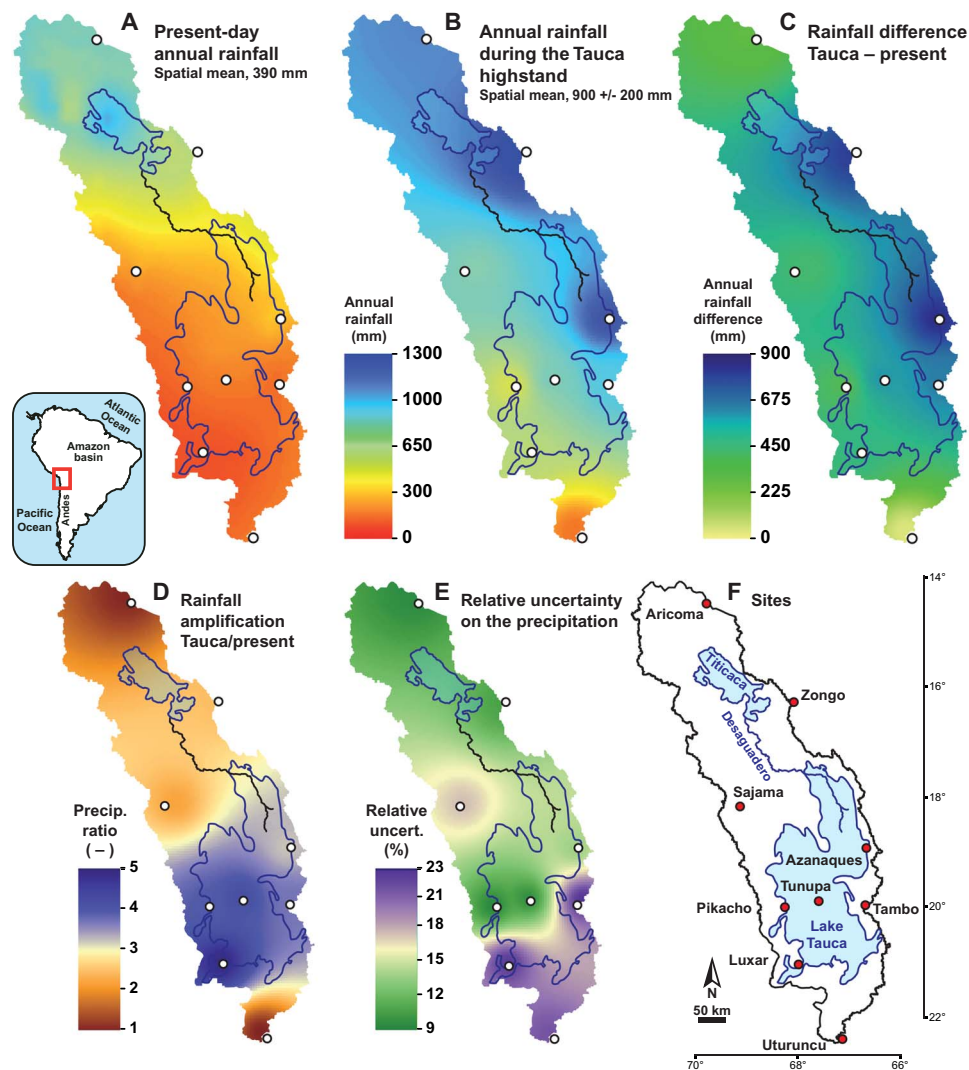 A
Present-day
annual rainfall
Spatial mean, 390 mm
B
Annual rainfall
during the Tauca
highstand
Spatial mean, 900 +/- 200 mm
C
Rainfall difference
Tauca – present
Annual
rainfall
(mm)
1300
1000
650
300
0
Annual
rainfall
difference
(mm)
900
675
450
225
0
Atlantic
Ocean
Amazon
basin
Pacific
Ocean
Andes
D
Rainfall
amplification
Tauca/present
Precip.
ratio
( – )
5
4
3
2
1
E
Relative uncertainty
on the precipitation
Relative
uncert.
(%)
23
18
15
12
9
F
Sites
Aricoma
Titicaca
Zongo
Desaguadero
Sajama
Azanaques
Tunupa
Pikacho
Tambo
Lake
Tauca
Luxar
N
50 km
Uturuncu
14°
16°
18°
20°
22°
70°
68°
66°